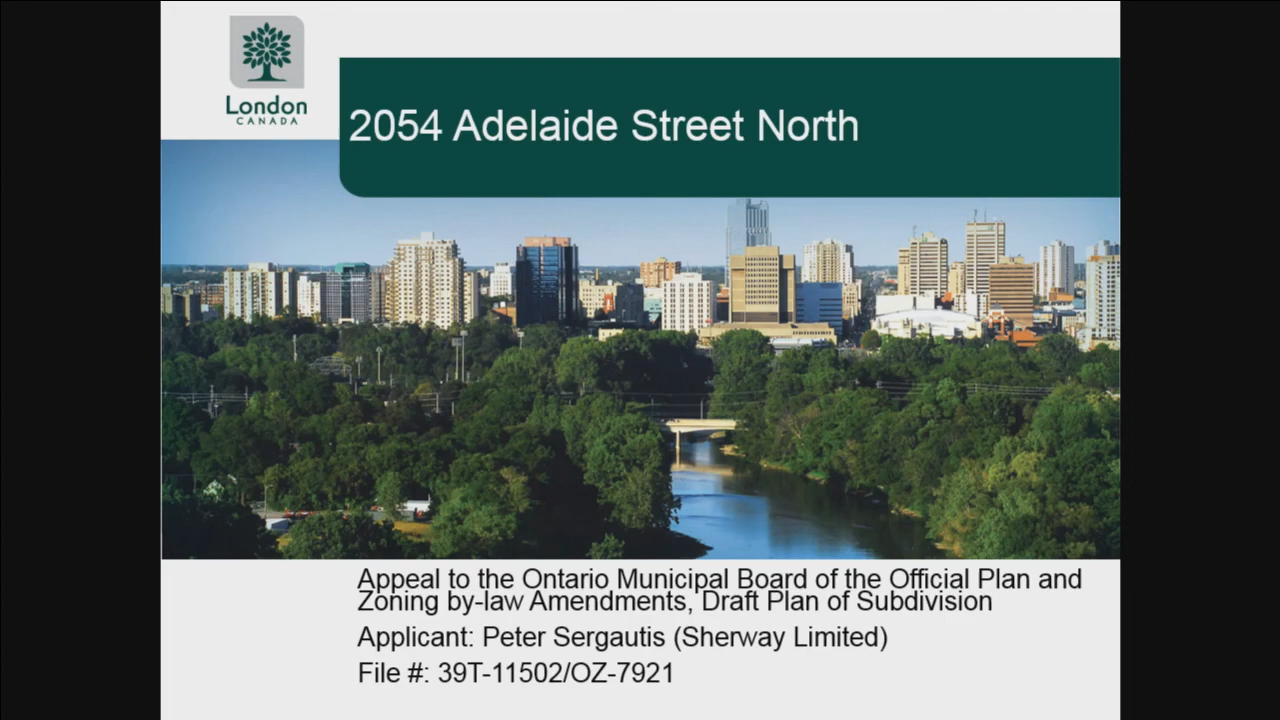 London
CANADA
2054 Adelaide Street North
Appeal to the Ontario Municipal Board of the Official Plan and
Zoning by-law Amendments, Draft Plan of Subdivision
Applicant: Peter Sergautis (Sherway Limited)
File #: 39T-11502/OZ-7921